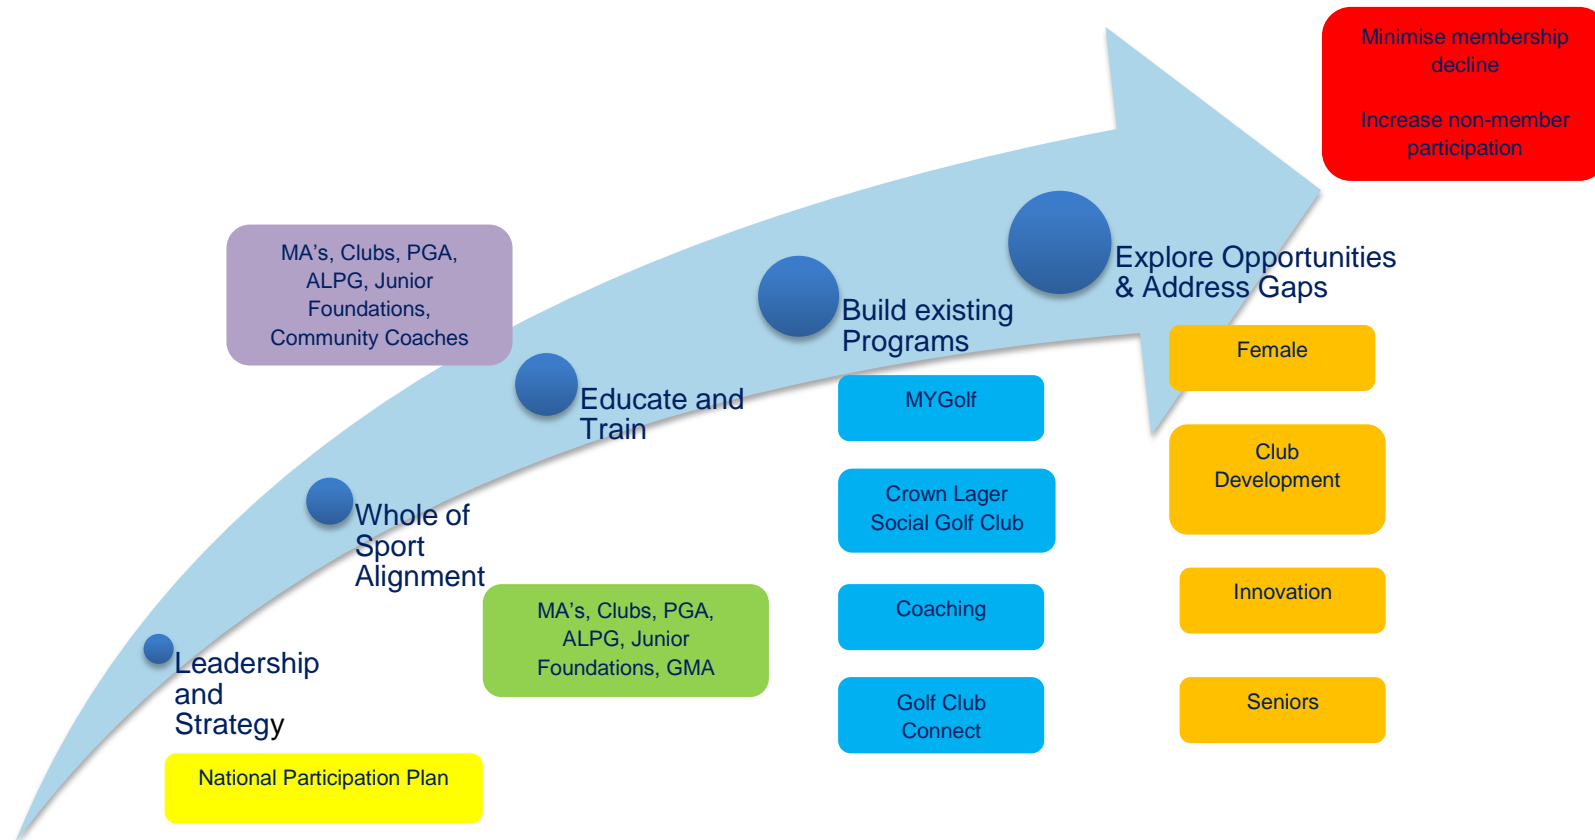 Minimise membership
decline
Increase non-member
participation
MA's, Clubs, PGA,
ALPG, Junior
Foundations,
Community Coaches
Explore Opportunities
& Address Gaps
Build existing
Programs
Educate and
Train
Whole of
Sport
Alignment
Leadership
and
Strategy
National Participation Plan
MA's, Clubs, PGA,
ALPG, Junior
Foundations, GMA
MYGolf
Crown Lager
Social Golf Club
Coaching
Golf Club
Connect
Female
Club
Development
Innovation
Seniors